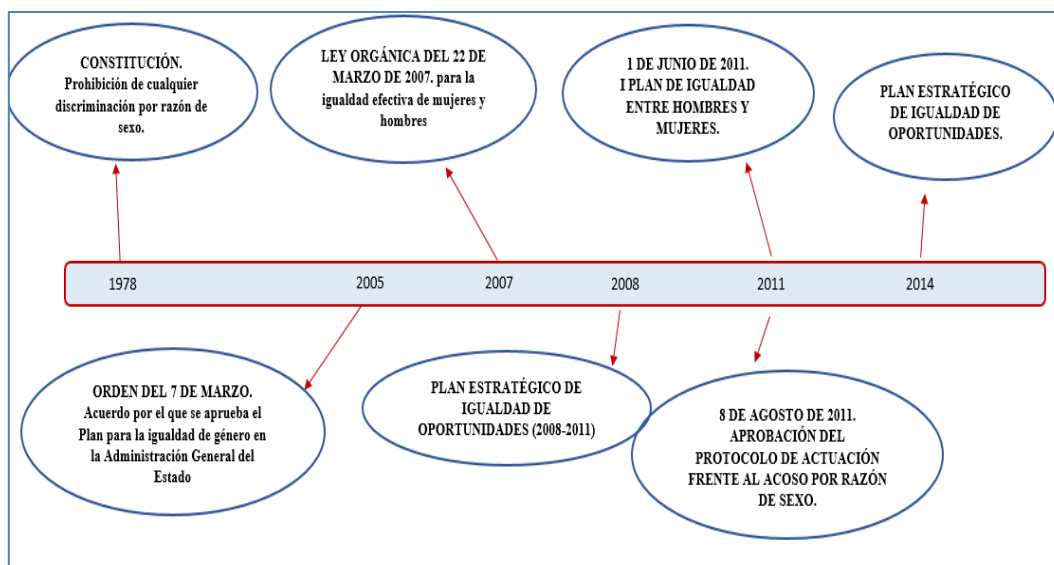 CONSTITUCIÓN.
Prohibición de cualquier
discriminación por razón de
sexo.
LEY ORGÁNICA DEL 22 DE
MARZO DE 2007. para la
igualdad efectiva de mujeres y
hombres
1 DE JUNIO DE 2011.
I PLAN DE IGUALDAD
ENTRE HOMBRES Y
MUJERES.
PLAN ESTRATÉGICO
DE IGUALDAD DE
OPORTUNIDADES.
1978 2005 2007 2008 2011 2014
ORDEN DEL 7 DE MARZO.
Acuerdo por el que se aprueba el
Plan para la igualdad de género en
la Administración General del
Estado
PLAN ESTRATÉGICO DE
IGUALDAD DE
OPORTUNIDADES (2008-2011)
8 DE AGOSTO DE 2011.
APROBACIÓN DEL
PROTOCOLO DE ACTUACIÓN
FRENTE AL ACOSO POR RAZÓN
DE SEXO.